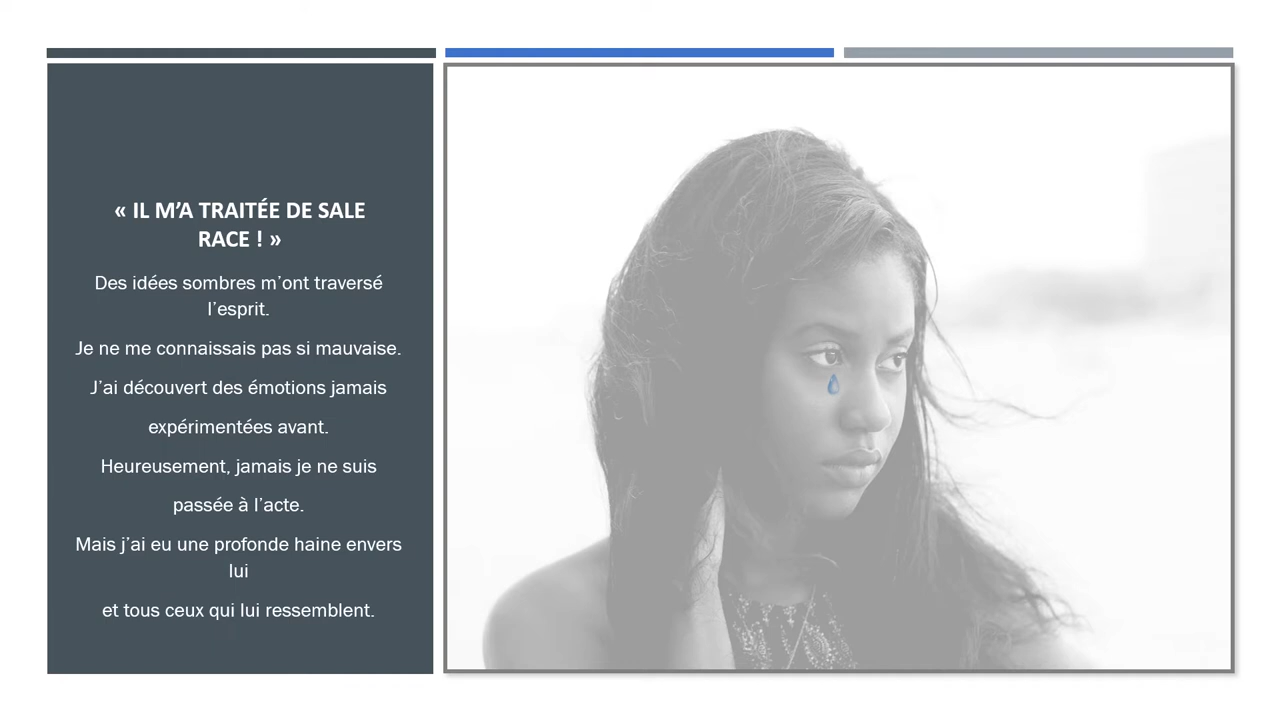 « IL M’A TRAITÉE DE SALE
RACE ! »
Des idées sombres m’ont traversé
l’esprit.
Je ne me connaissais pas si mauvaise.
J’ai découvert des émotions jamais
expérimentées avant.
Heureusement, jamais je ne suis
passée à l’acte.
Mais j’ai eu une profonde haine envers
lui
et tous ceux qui lui ressemblent.